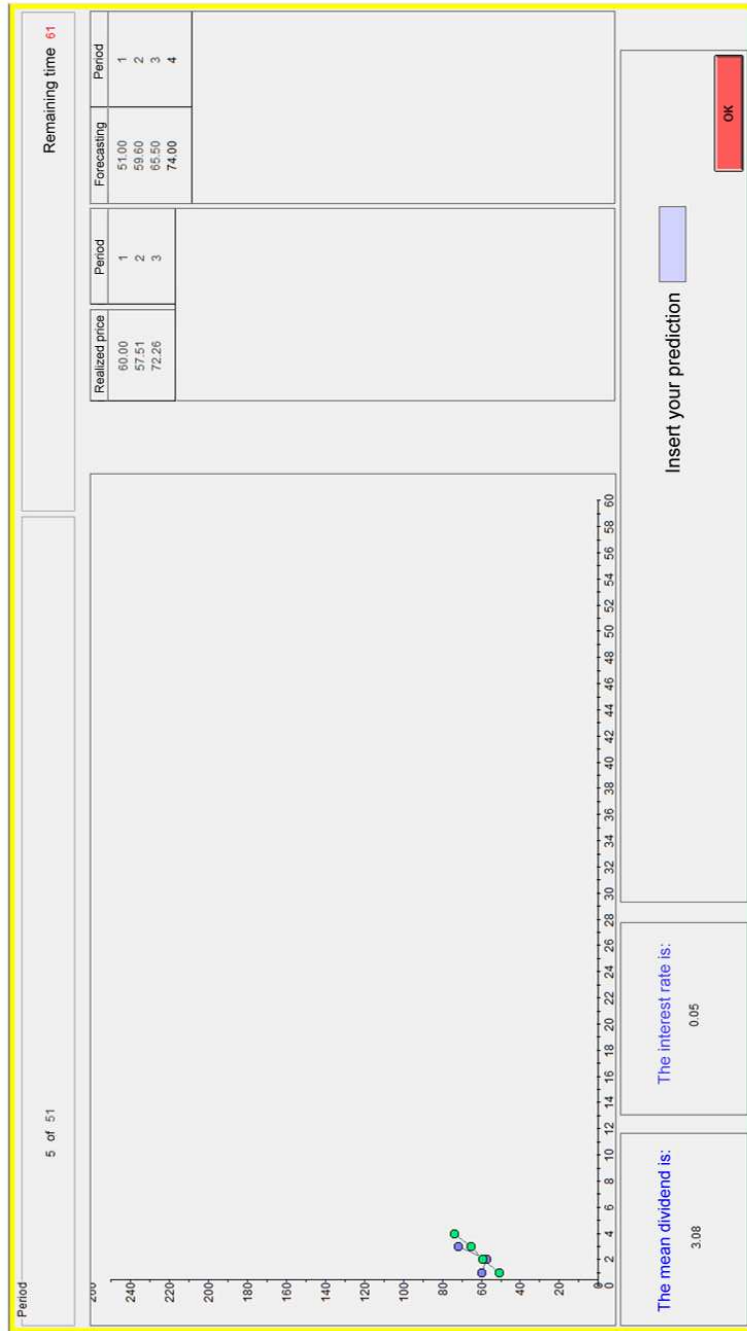 Period
5 of 51
Remaining time 61
240
220
200
180
160
140
120
100
80
60
40
20
0
0 2 4 6 8 10 12 14 16 18 20 22 24 26 28 30 32 34 36 38 40 42 44 46 48 50 52 54 56 58 60
Realized price Period
60.00 1
57.51 2
72.26 3
Forecasting Period
51.00 1
59.60 2
65.50 3
74.00 4
The mean dividend is:
3.08
The interest rate is:
0.05
Insert your prediction
OK